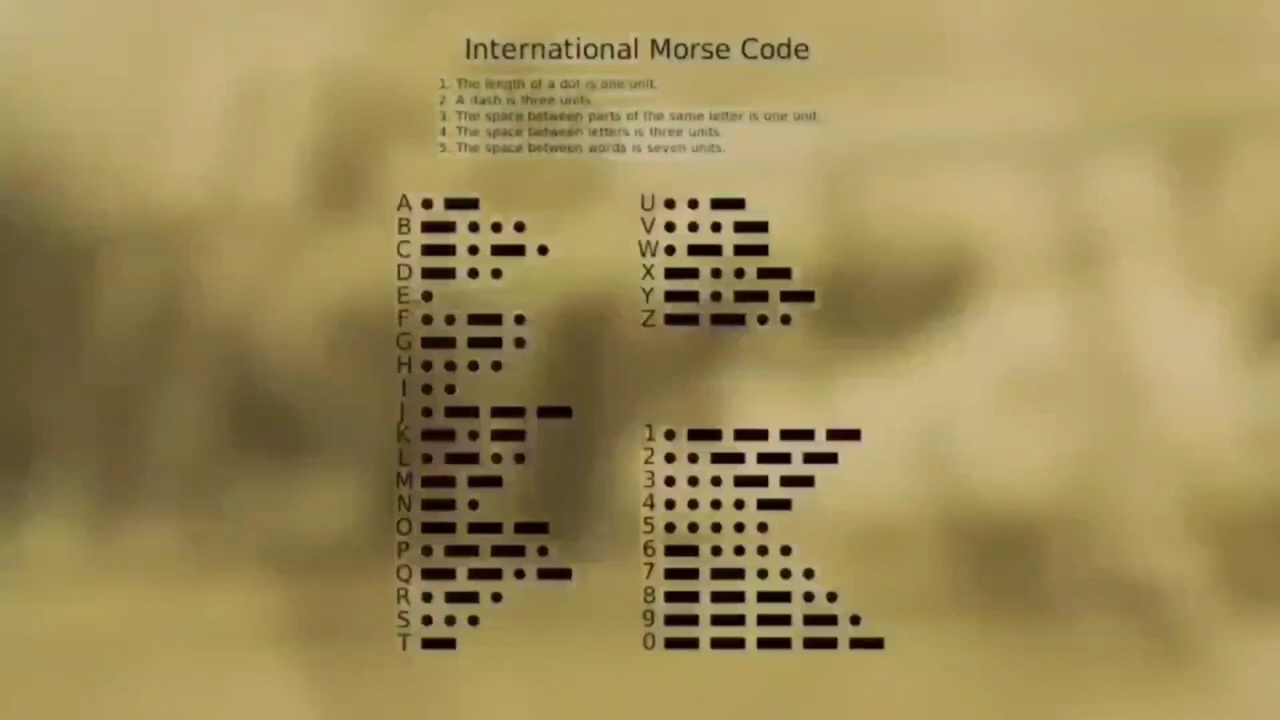 International Morse Code
1. The length of a dot is one unit.
2. A dash is three units.
3. The space between parts of the same letter is one unit.
4. The space between letters is three units.
5. The space between words is seven units.
A
B
C
D
E
F
G
H
I
J
K
L
M
N
O
P
Q
R
S
T
U
V
W
X
Y
Z
1
2
3
4
5
6
7
8
9
0